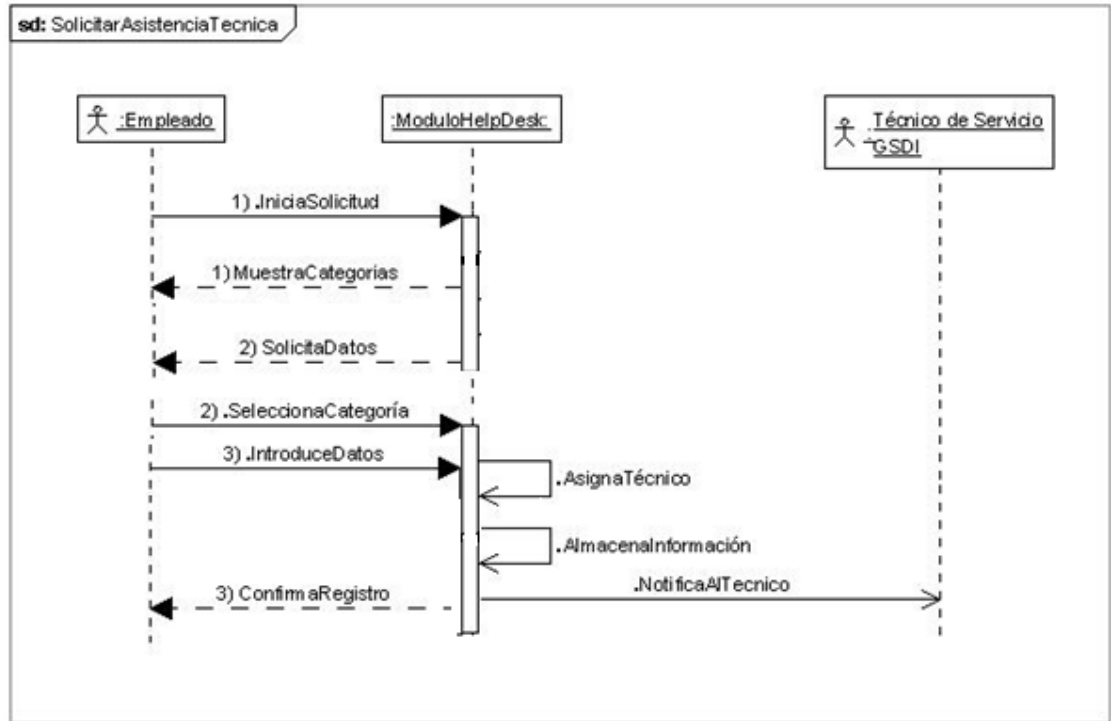 sd: SolicitarAsistenciaTecnica
:Empleado
:ModuloHelpDesk:
: Técnico de Servicio
GSDI
1) .IniciaSolicitud
1) MuestraCategorias
2) SolicitaDatos
2) .SeleccionaCategoría
3) .IntroduceDatos
.AsignaTécnico
.AlmacenaInformación
.NotificaAlTecnico
3) ConfirmaRegistro